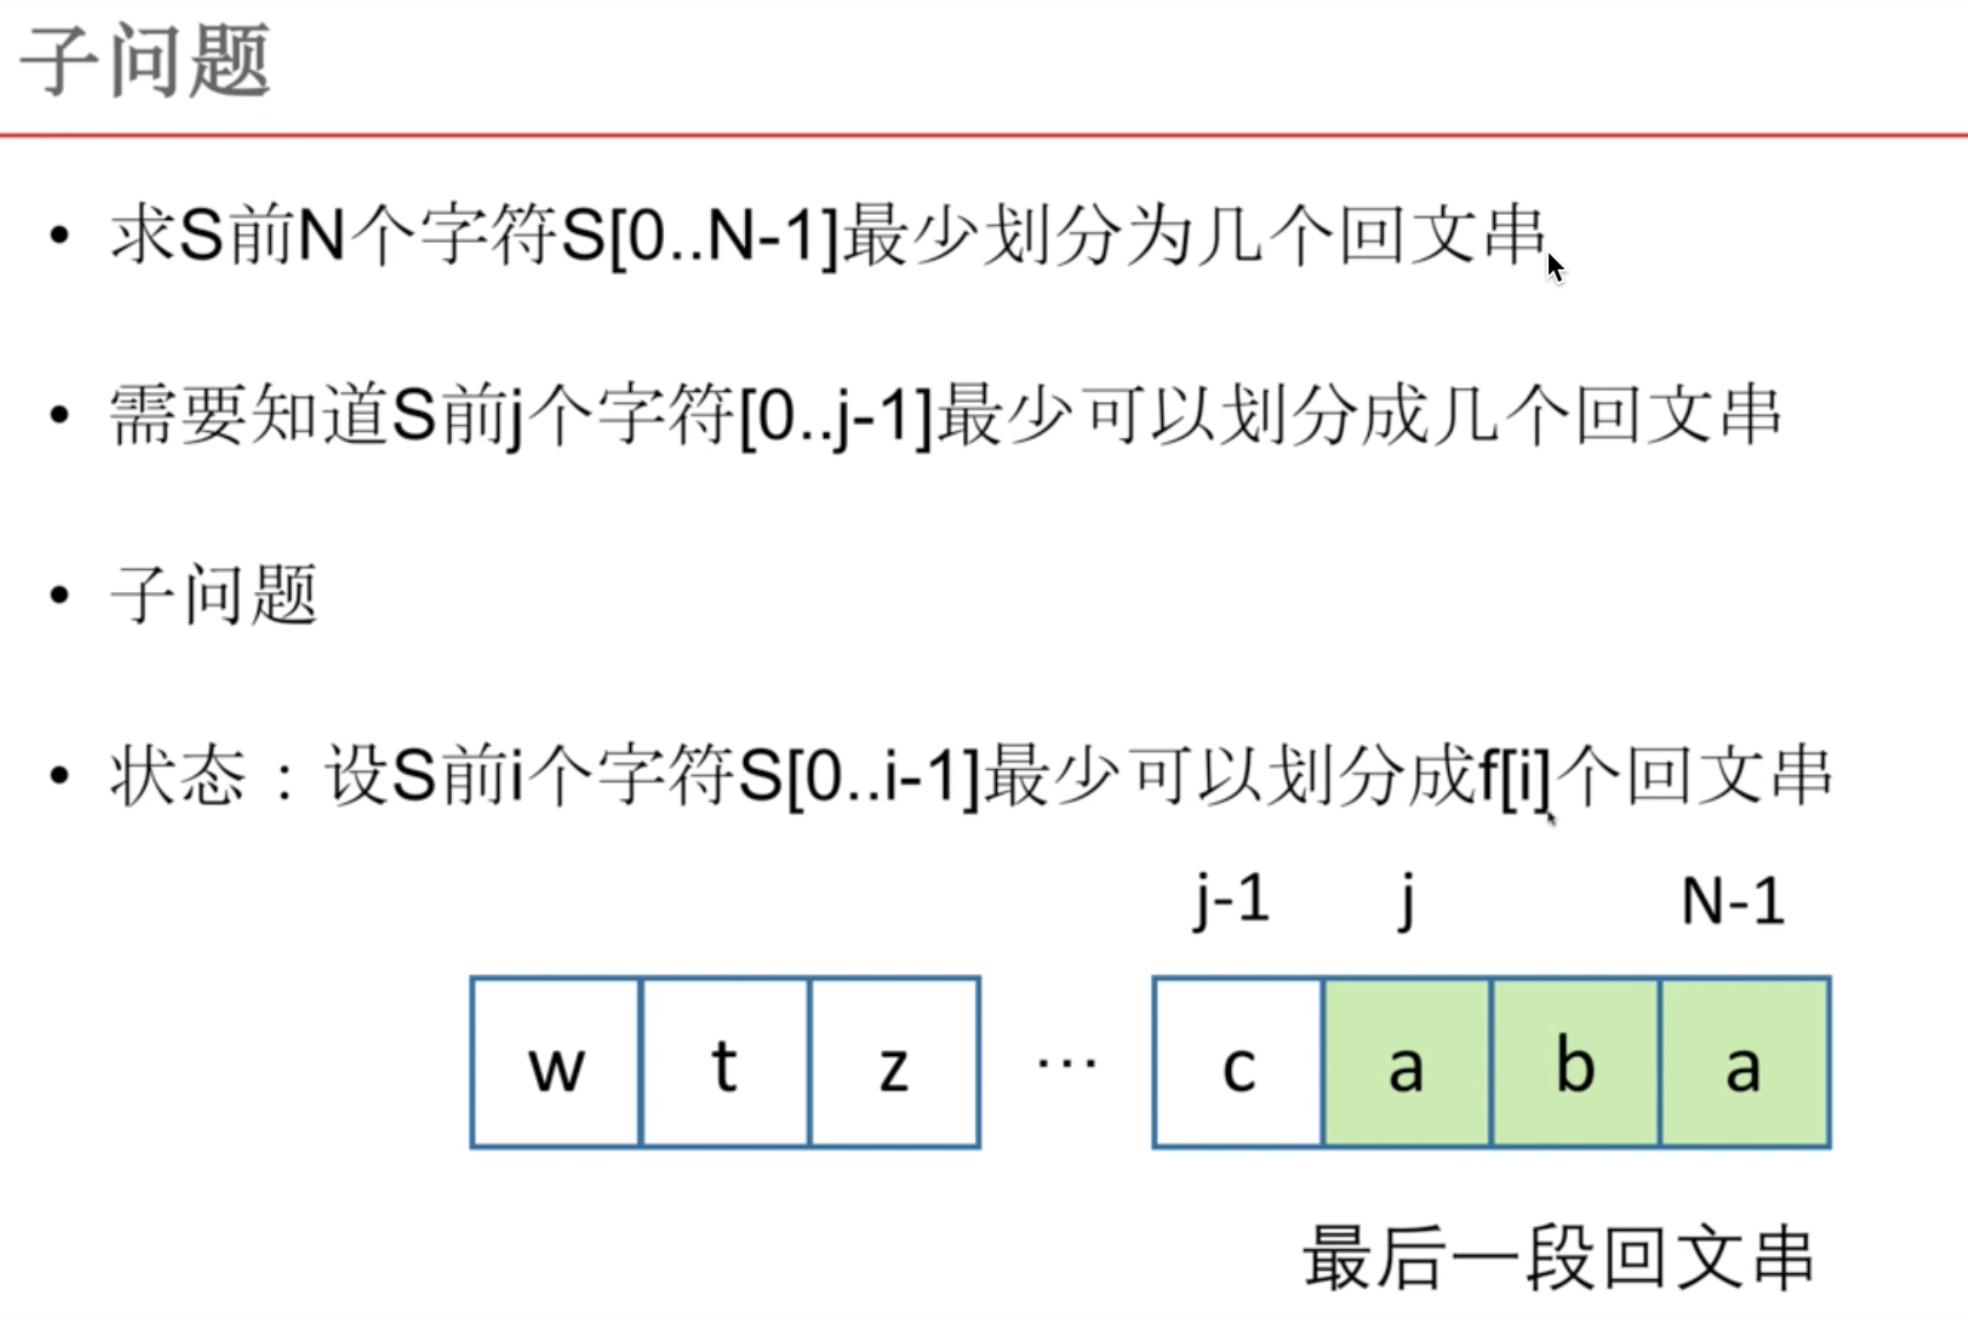 子问题
• 求S前N个字符S[0..N-1]最少划分为几个回文串
• 需要知道S前j个字符[0..j-1]最少可以划分成几个回文串
• 子问题
• 状态：设S前i个字符S[0..i-1]最少可以划分成f[i]个回文串
j-1 j N-1
w t z ... c a b a
最后一段回文串